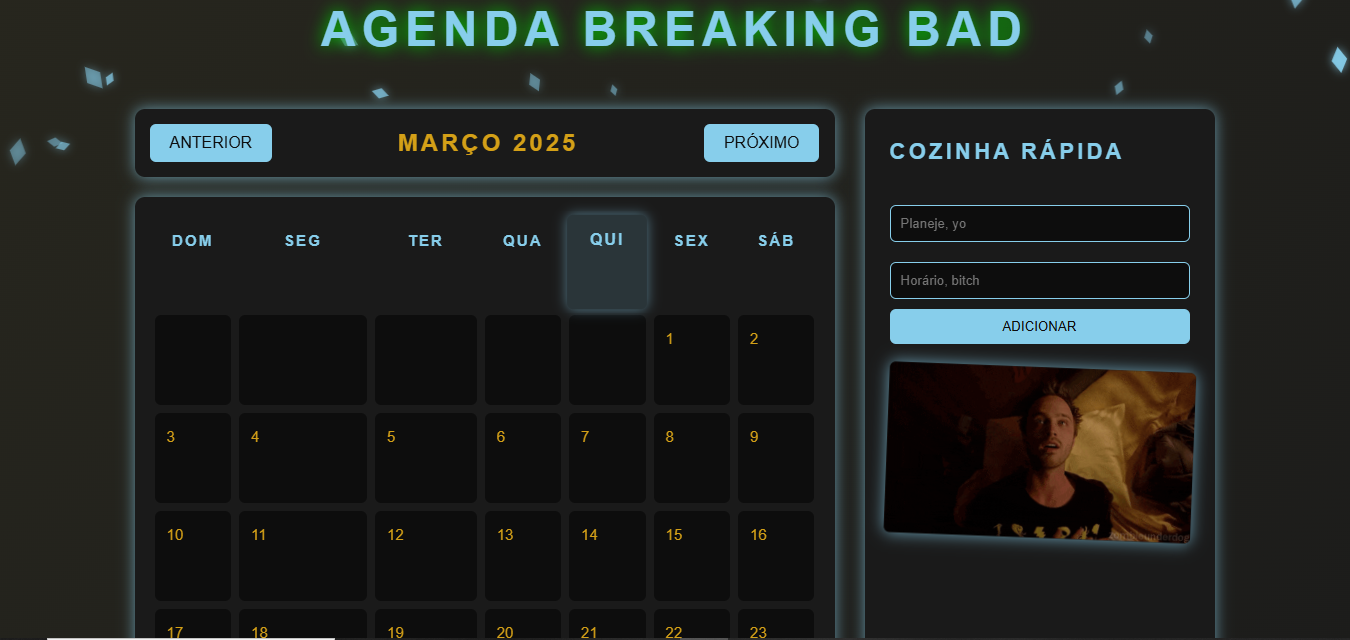 AGENDA BREAKING BAD
ANTERIOR MARÇO 2025 PRÓXIMO
DOM SEG TER QUA QUI SEX SÁB
1 2
3 4 5 6 7 8 9
10 11 12 13 14 15 16
17 18 19 20 21 22 23
COZINHA RÁPIDA
Planeje, yo
Horário, bitch
ADICIONAR